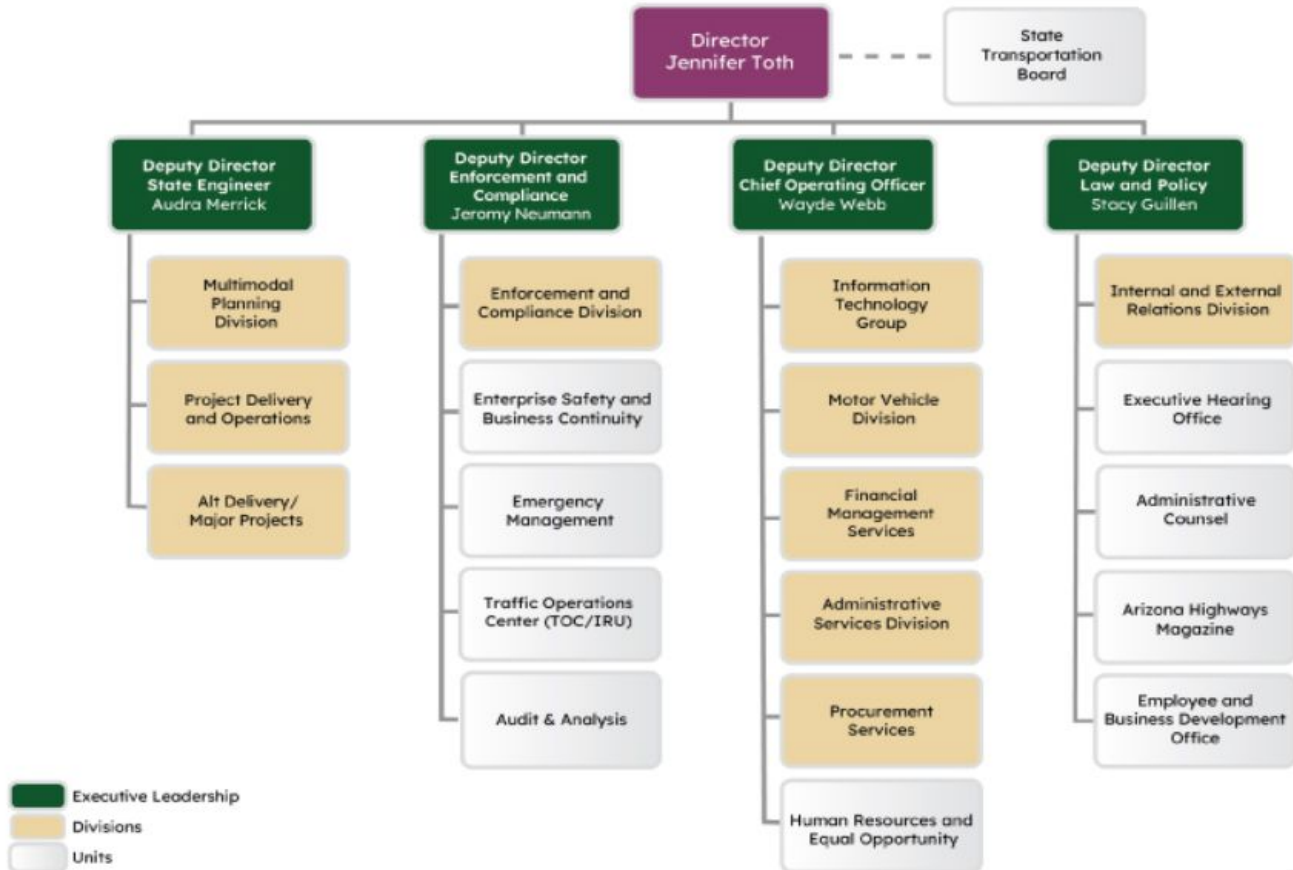 Director
Jennifer Toth
State
Transportation
Board
Deputy Director
State Engineer
Audra Merrick
Deputy Director
Enforcement and
Compliance
Jeromy Neumann
Deputy Director
Chief Operating Officer
Wayde Webb
Deputy Director
Law and Policy
Stacy Guillen
Multimodal
Planning
Division
Project Delivery
and Operations
Alt Delivery/
Major Projects
Enforcement and
Compliance Division
Enterprise Safety and
Business Continuity
Emergency
Management
Traffic Operations
Center (TOC/IRU)
Audit & Analysis
Information
Technology
Group
Motor Vehicle
Division
Financial
Management
Services
Administrative
Services Division
Procurement
Services
Human Resources and
Equal Opportunity
Internal and External
Relations Division
Executive Hearing
Office
Administrative
Counsel
Arizona Highways
Magazine
Employee and
Business Development
Office
Executive Leadership
Divisions
Units